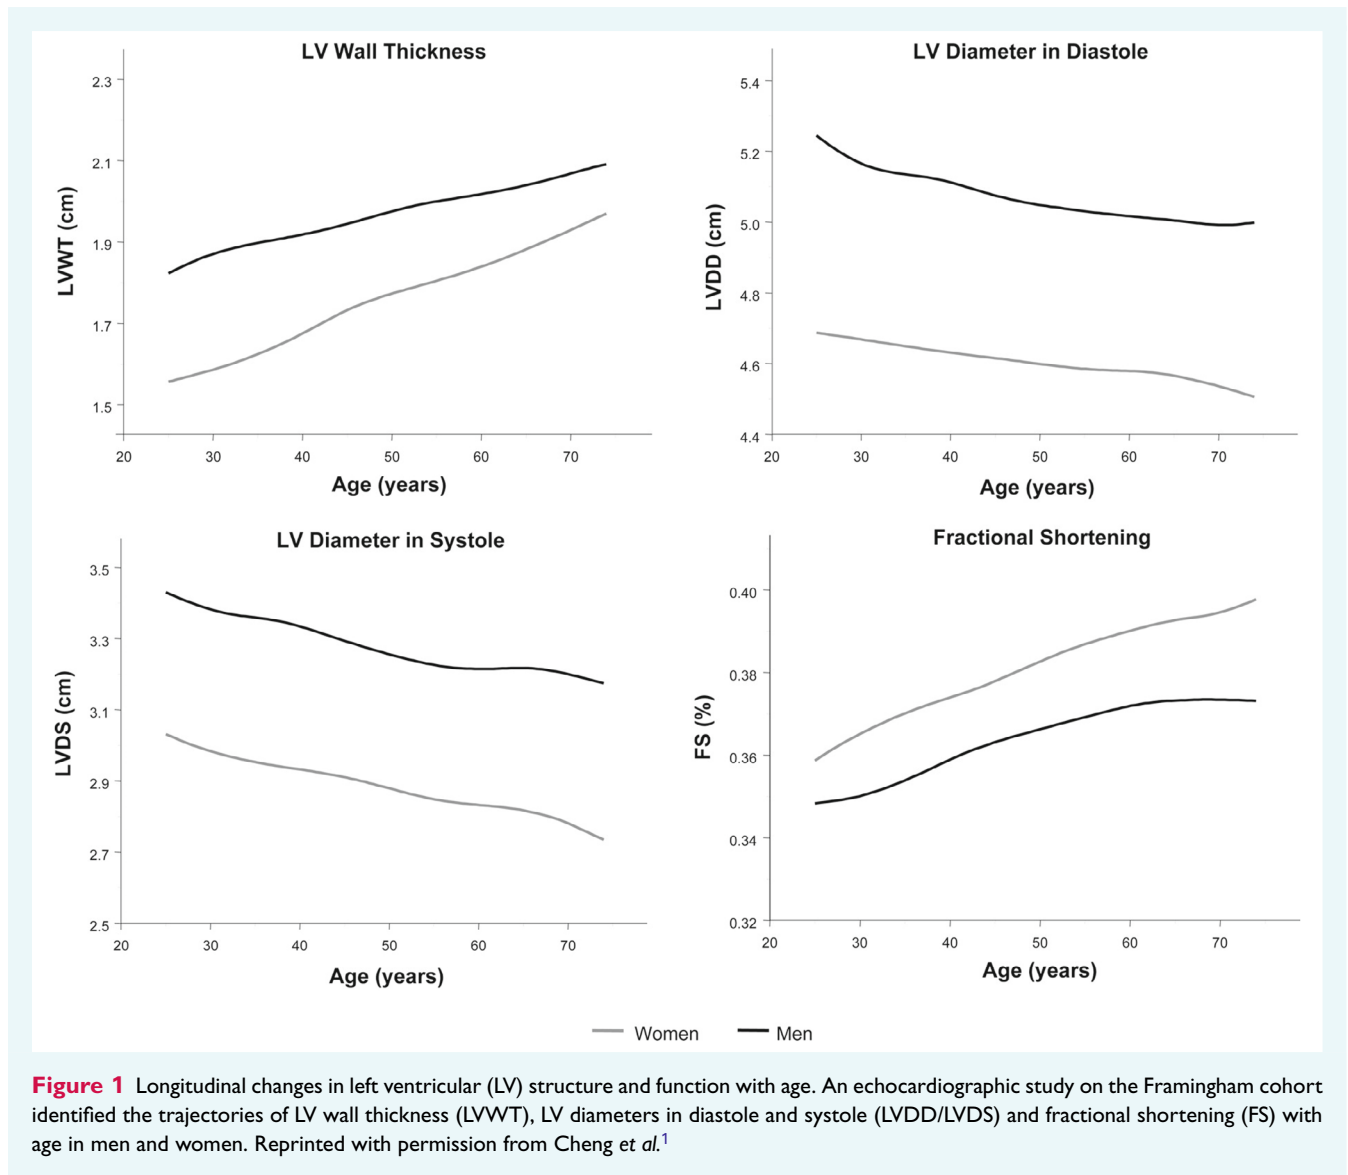 LV Wall Thickness
2.3
2.1
1.9
1.7
1.5
LVWT (cm)
20 30 40 50 60 70
Age (years)
LV Diameter in Diastole
5.4
5.2
5.0
4.8
4.6
4.4
LVDD (cm)
20 30 40 50 60 70
Age (years)
LV Diameter in Systole
3.5
3.3
3.1
2.9
2.7
2.5
LVDS (cm)
20 30 40 50 60 70
Age (years)
Fractional Shortening
0.40
0.38
0.36
0.34
0.32
FS (%)
20 30 40 50 60 70
Age (years)
Women Men
Figure 1 Longitudinal changes in left ventricular (LV) structure and function with age. An echocardiographic study on the Framingham cohort
identified the trajectories of LV wall thickness (LVWT), LV diameters in diastole and systole (LVDD/LVDS) and fractional shortening (FS) with
age in men and women. Reprinted with permission from Cheng et al.1